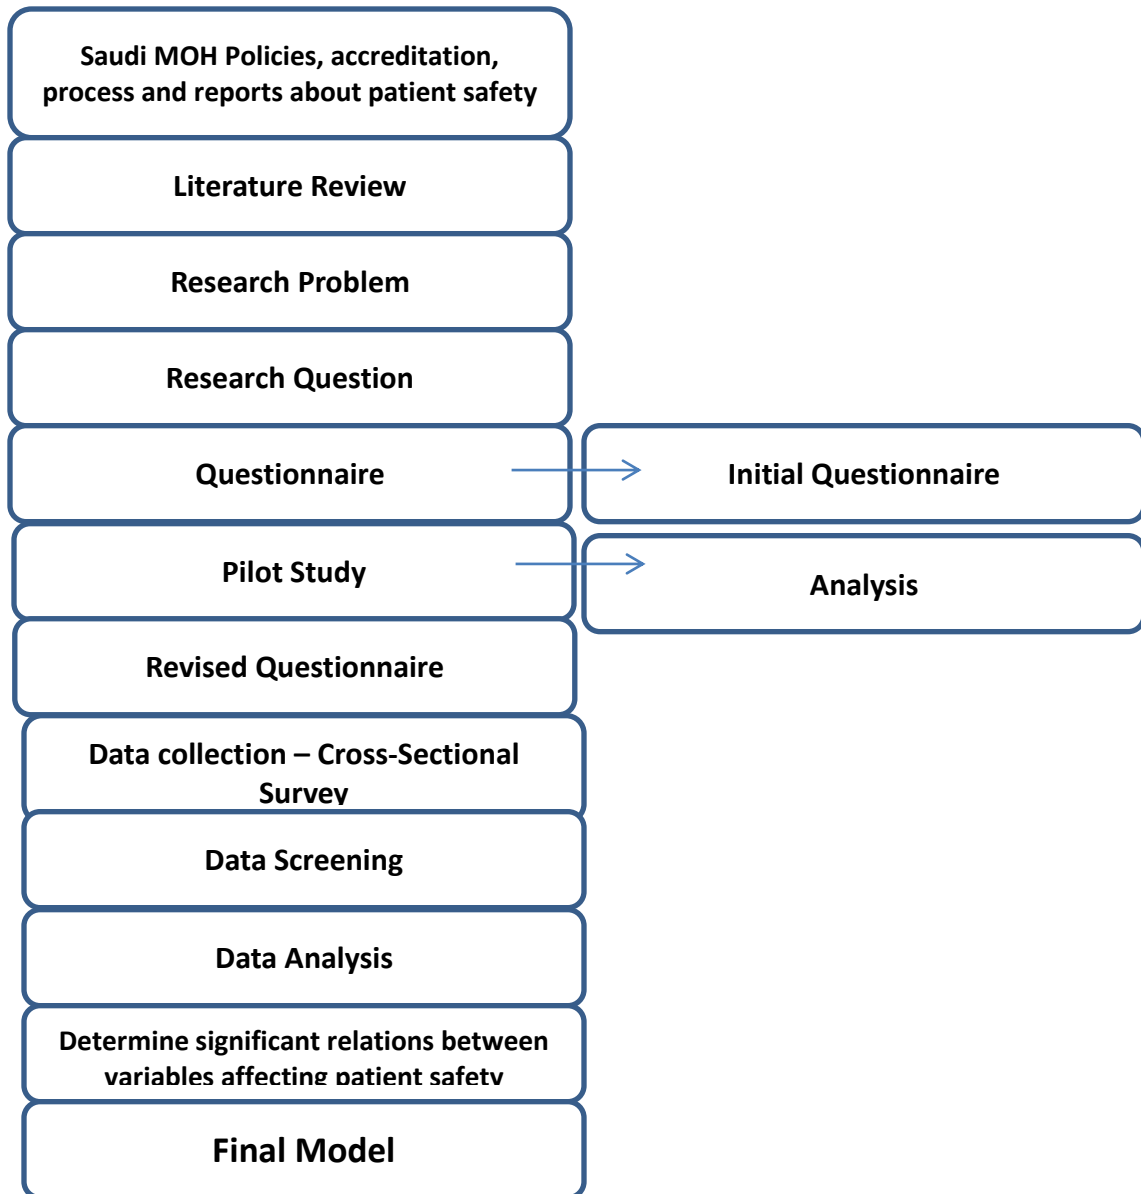 Saudi MOH Policies, accreditation,
process and reports about patient safety
Literature Review
Research Problem
Research Question
Questionnaire
Initial Questionnaire
Pilot Study
Analysis
Revised Questionnaire
Data collection – Cross-Sectional
Survey
Data Screening
Data Analysis
Determine significant relations between
variables affecting patient safety
Final Model